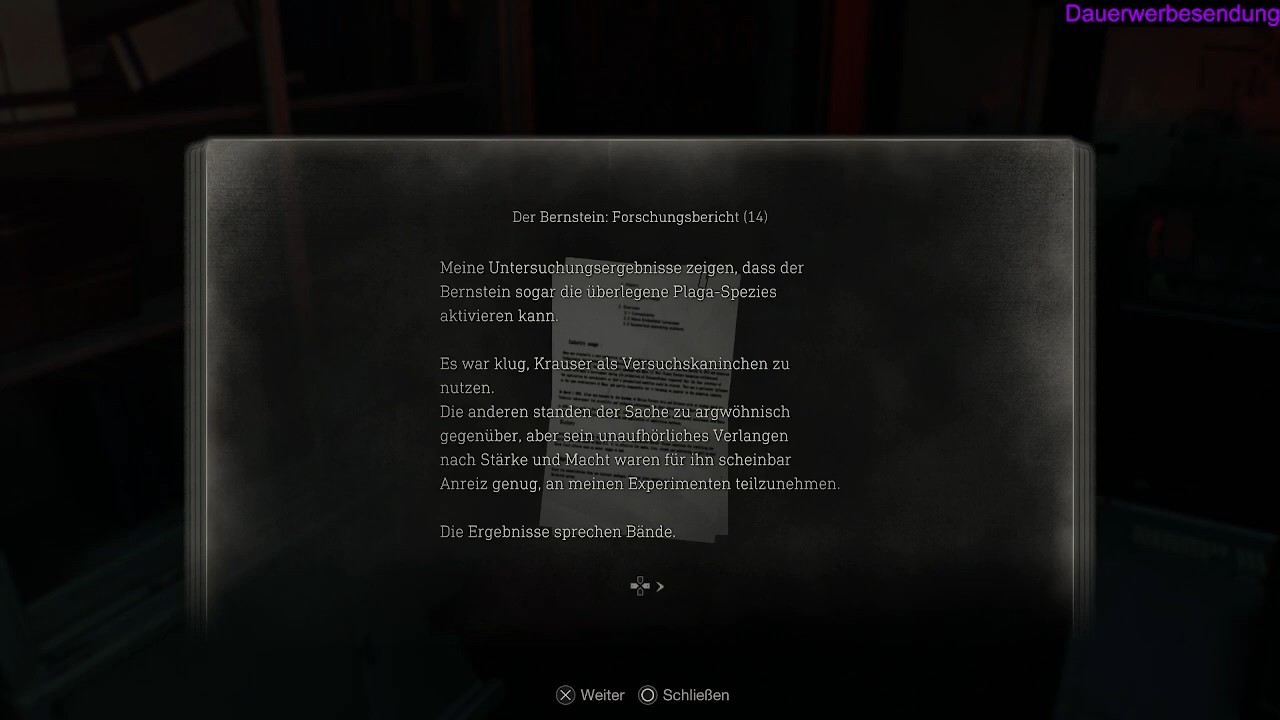 Dauerwerbesendung
Der Bernstein: Forschungsbericht (14)
Meine Untersuchungsergebnisse zeigen, dass der
Bernstein sogar die überlegene Plaga-Spezies
aktivieren kann.
Es war klug, Krauser als Versuchskaninchen zu
nutzen.
Die anderen standen der Sache zu argwöhnisch
gegenüber, aber sein unaufhörliches Verlangen
nach Stärke und Macht waren für ihn scheinbar
Anreiz genug, an meinen Experimenten teilzunehmen.
Die Ergebnisse sprechen Bände.
Weiter Schließen